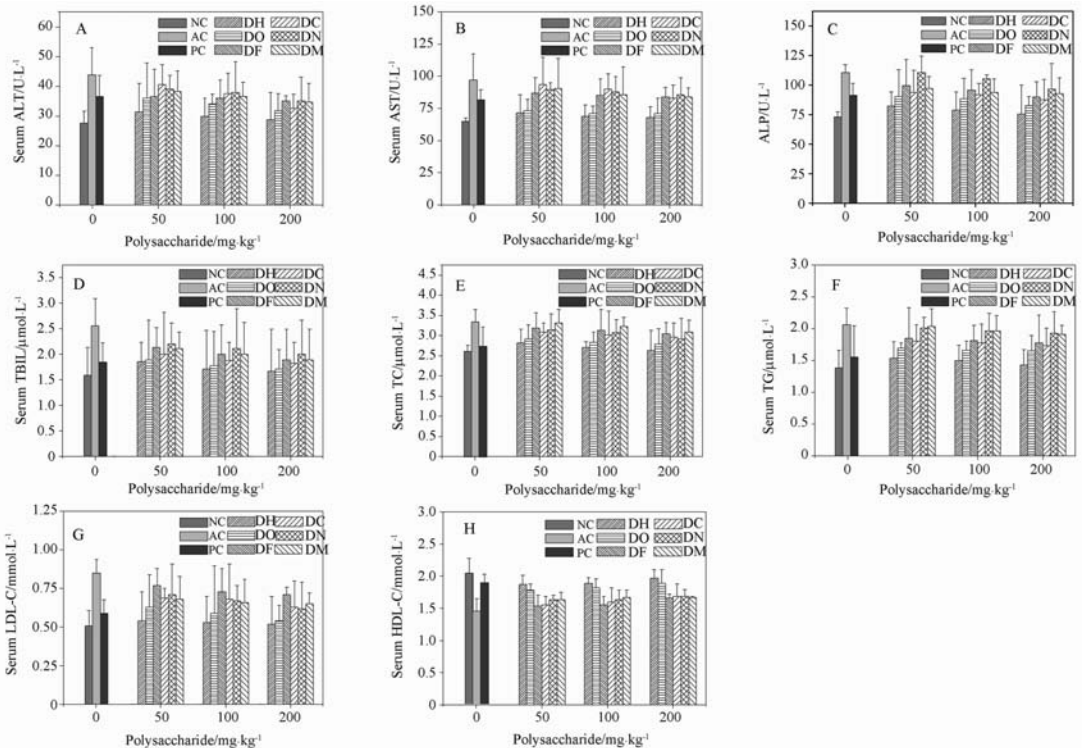 A
NC DH DC
AC DO DN
PC DF DM
Serum ALT/U·L⁻¹
60
50
40
30
20
10
0
0 50 100 200
Polysaccharide/mg·kg⁻¹
B
NC DH DC
AC DO DN
PC DF DM
Serum AST/U·L⁻¹
150
125
100
75
50
25
0
0 50 100 200
Polysaccharide/mg·kg⁻¹
C
NC DH DC
AC DO DN
PC DF DM
ALP/U·L⁻¹
150
125
100
75
50
25
0
0 50 100 200
Polysaccharide/mg·kg⁻¹
D
NC DH DC
AC DO DN
PC DF DM
Serum TBIL/μmol·L⁻¹
3.5
3.0
2.5
2.0
1.5
1.0
0.5
0.0
0 50 100 200
Polysaccharide/mg·kg⁻¹
E
NC DH DC
AC DO DN
PC DF DM
Serum TC/μmol·L⁻¹
4.5
4.0
3.5
3.0
2.5
2.0
1.5
1.0
0.5
0
0 50 100 200
Polysaccharide/mg·kg⁻¹
F
NC DH DC
AC DO DN
PC DF DM
Serum TG/μmol·L⁻¹
3.0
2.5
2.0
1.5
1.0
0.5
0
0 50 100 200
Polysaccharide/mg·kg⁻¹
G
NC DH DC
AC DO DN
PC DF DM
Serum LDL-C/mmol·L⁻¹
1.25
1.00
0.75
0.50
0.25
0
0 50 100 200
Polysaccharide/mg·kg⁻¹
H
NC DH DC
AC DO DN
PC DF DM
Serum HDL-C/mmol·L⁻¹
3.0
2.5
2.0
1.5
1.0
0.5
0.0
0 50 100 200
Polysaccharide/mg·kg⁻¹